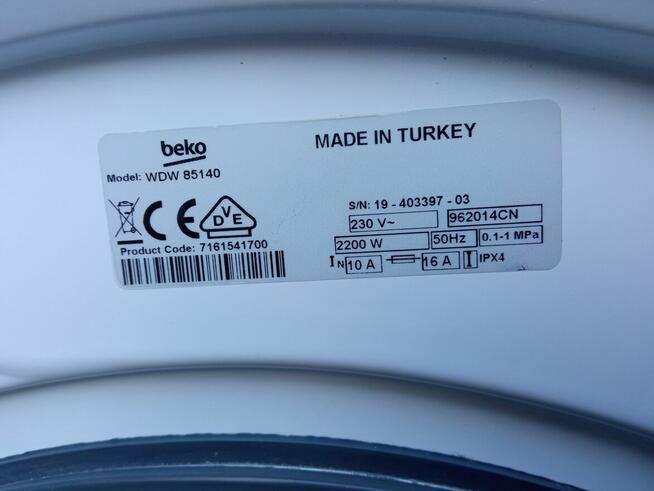 beko
MADE IN TURKEY
Model: WDW 85140
S/N: 19 - 403397 - 03
230 V~ 962014CN
DVE
2200 W 50Hz 0.1-1 MPa
Product Code: 7161541700
IN 10 A 16 A IPX4